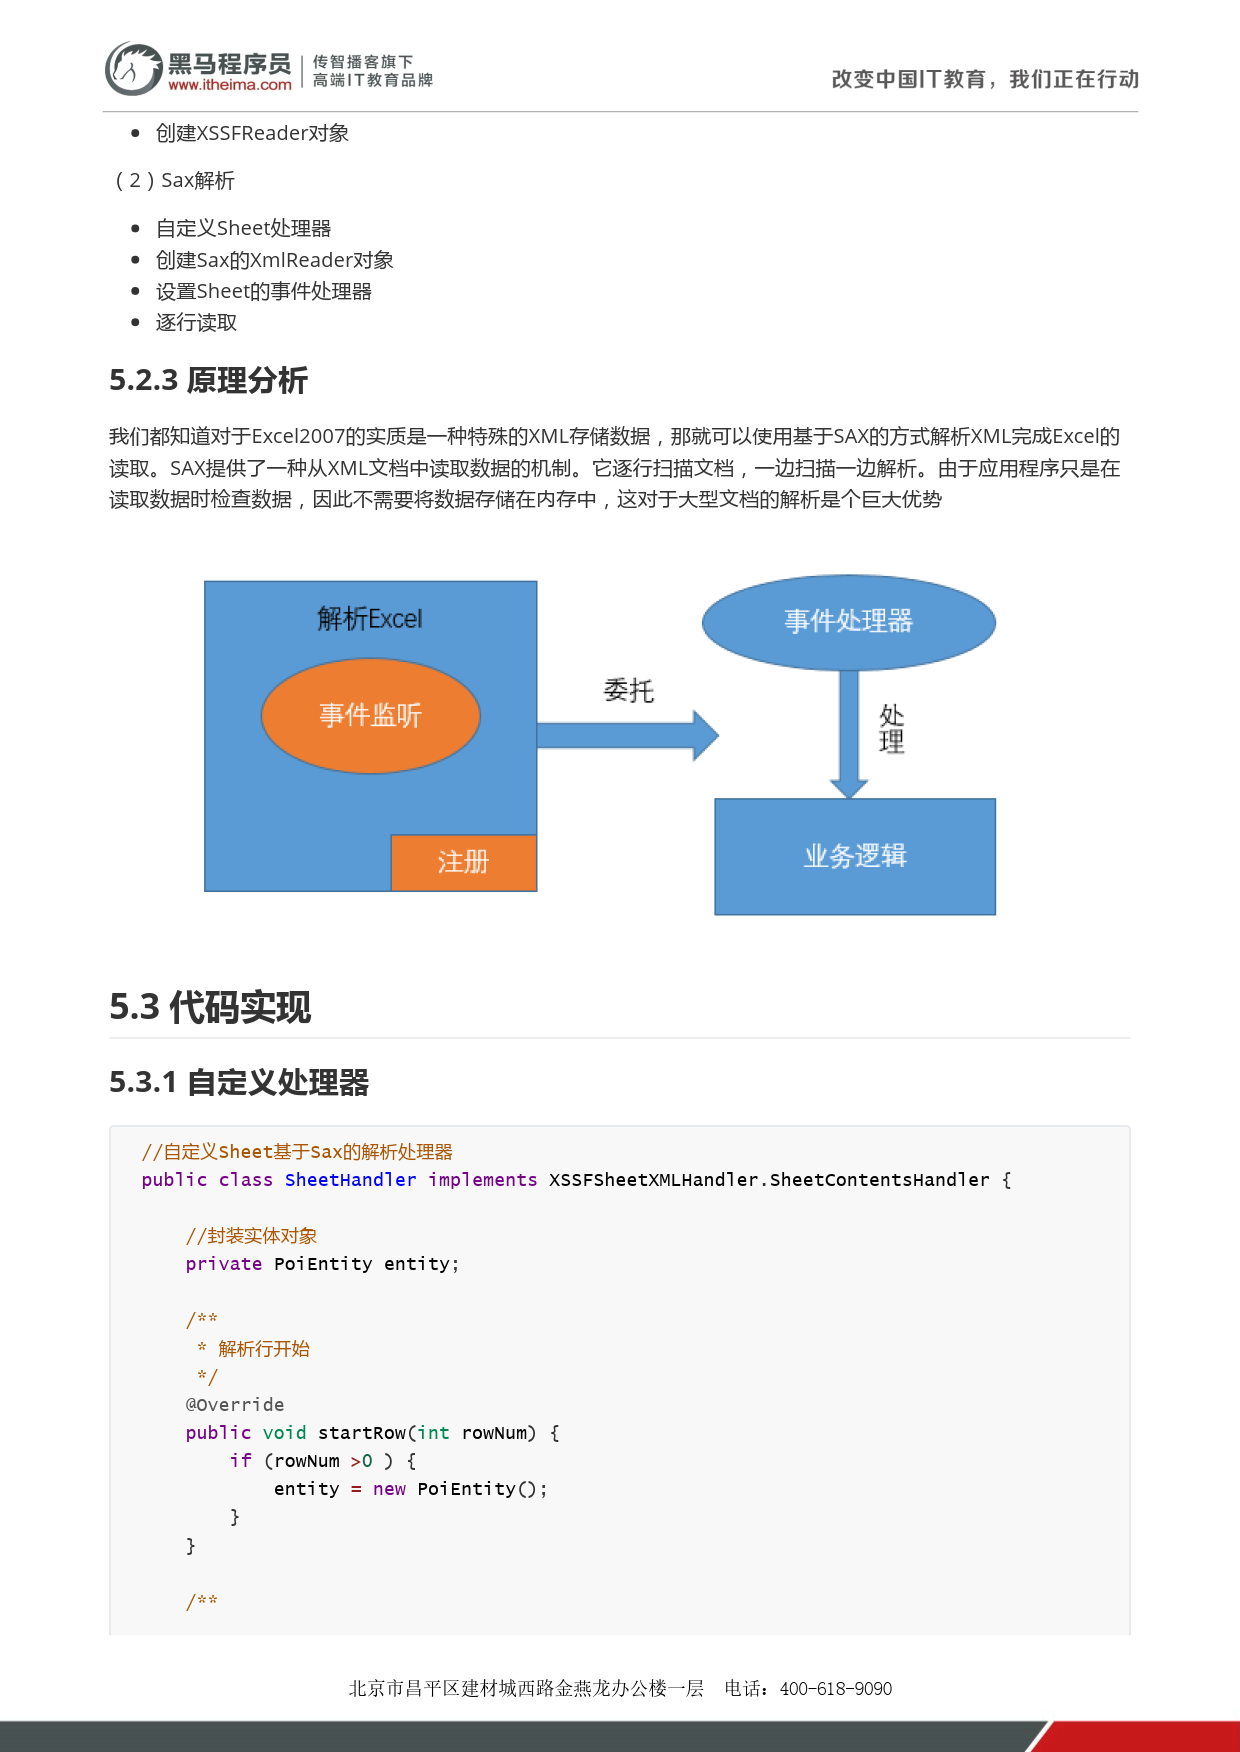 黑马程序员
www.itheima.com
传智播客旗下
高端IT教育品牌
改变中国IT教育，我们正在行动
• 创建XSSFReader对象
（2）Sax解析
• 自定义Sheet处理器
• 创建Sax的XmlReader对象
• 设置Sheet的事件处理器
• 逐行读取
5.2.3 原理分析
我们都知道对于Excel2007的实质是一种特殊的XML存储数据，那就可以使用基于SAX的方式解析XML完成Excel的
读取。SAX提供了一种从XML文档中读取数据的机制。它逐行扫描文档，一边扫描一边解析。由于应用程序只是在
读取数据时检查数据，因此不需要将数据存储在内存中，这对于大型文档的解析是个巨大优势
解析Excel
事件监听
注册
委托
事件处理器
处
理
业务逻辑
5.3 代码实现
5.3.1 自定义处理器
//自定义Sheet基于Sax的解析处理器
public class SheetHandler implements XSSFSheetXMLHandler.SheetContentsHandler {
    //封装实体对象
    private PoiEntity entity;
    /**
     * 解析行开始
     */
    @Override
    public void startRow(int rowNum) {
        if (rowNum >0 ) {
            entity = new PoiEntity();
        }
    }
    /**
北京市昌平区建材城西路金燕龙办公楼一层　电话：400-618-9090